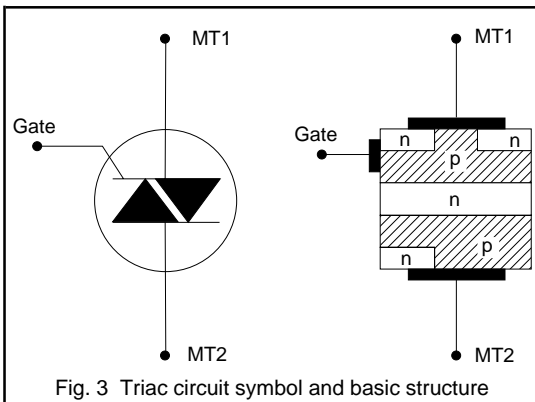 MT1
MT1
Gate
Gate
n
n
p
n
p
n
MT2
MT2
Fig. 3 Triac circuit symbol and basic structure